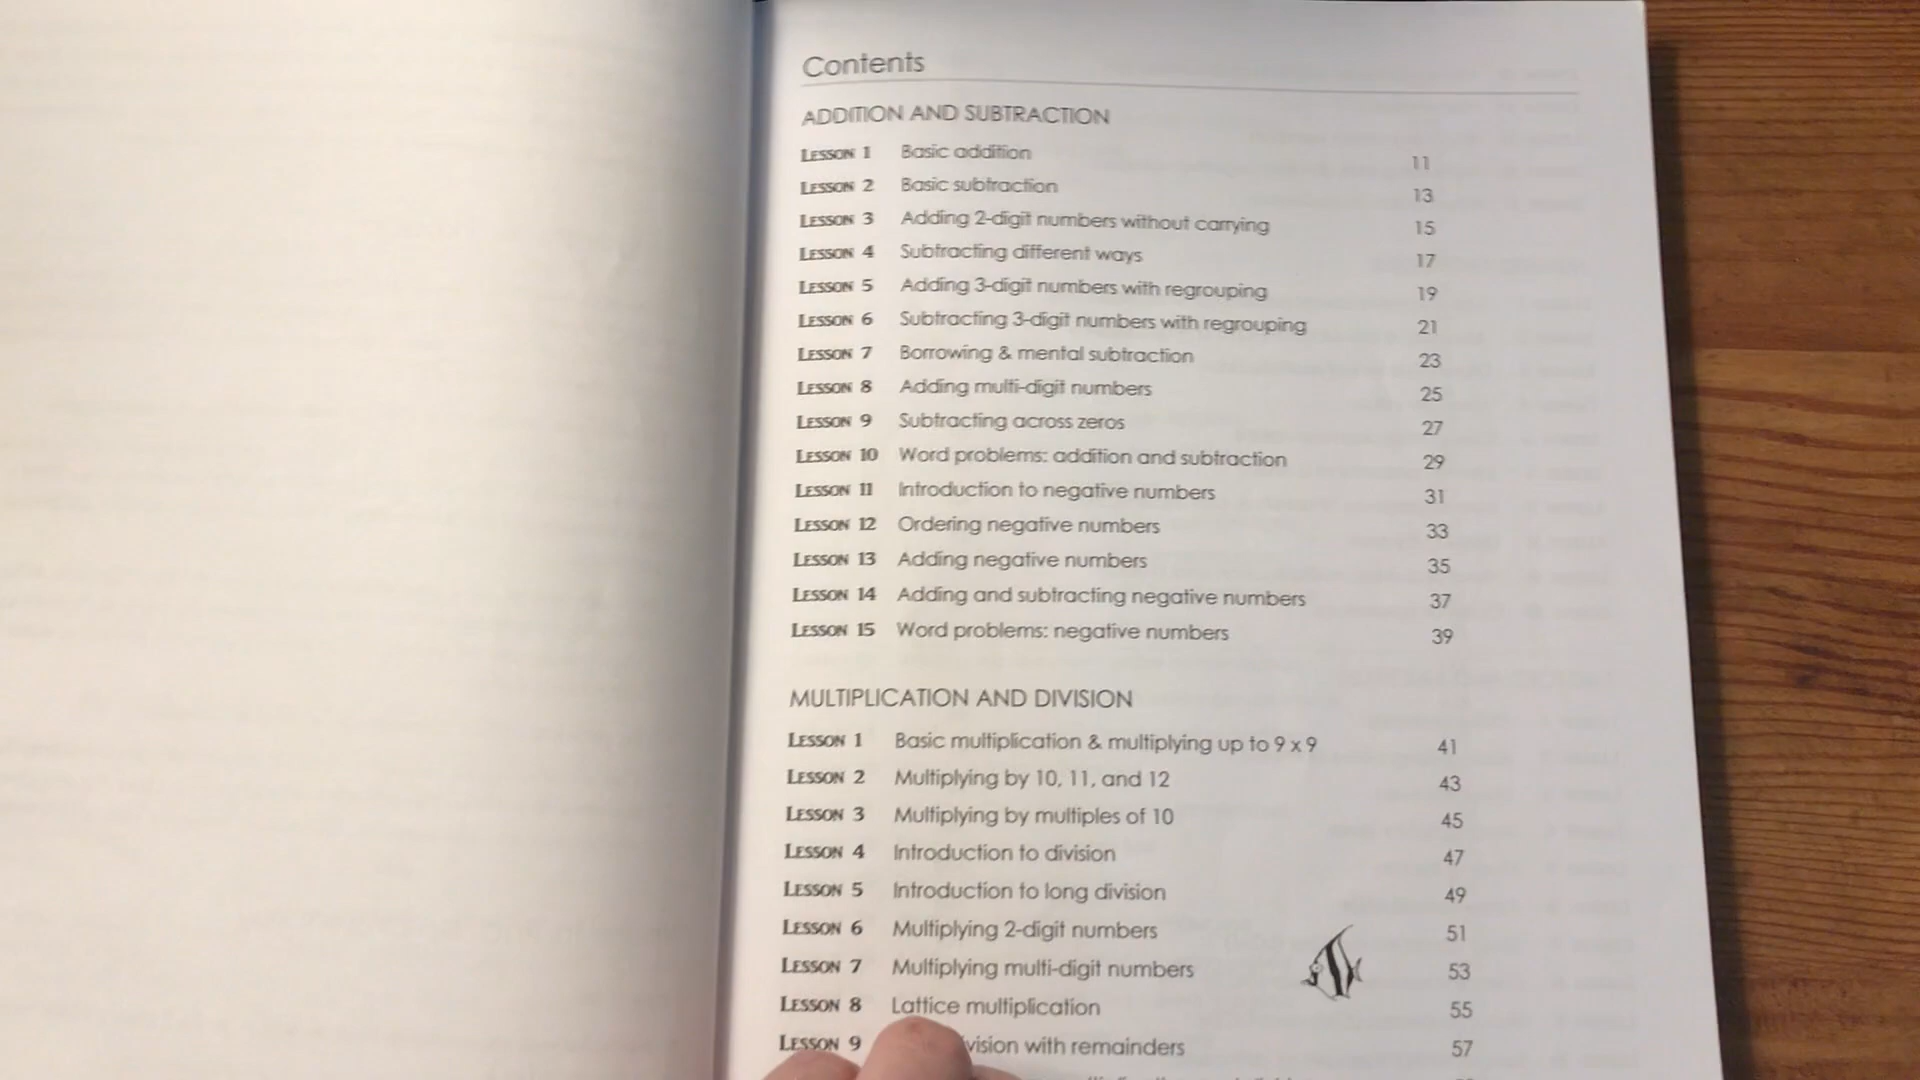 Contents
ADDITION AND SUBTRACTION
LESSON 1 Basic addition 11
LESSON 2 Basic subtraction 13
LESSON 3 Adding 2-digit numbers without carrying 15
LESSON 4 Subtracting different ways 17
LESSON 5 Adding 3-digit numbers with regrouping 19
LESSON 6 Subtracting 3-digit numbers with regrouping 21
LESSON 7 Borrowing & mental subtraction 23
LESSON 8 Adding multi-digit numbers 25
LESSON 9 Subtracting across zeros 27
LESSON 10 Word problems: addition and subtraction 29
LESSON 11 Introduction to negative numbers 31
LESSON 12 Ordering negative numbers 33
LESSON 13 Adding negative numbers 35
LESSON 14 Adding and subtracting negative numbers 37
LESSON 15 Word problems: negative numbers 39
MULTIPLICATION AND DIVISION
LESSON 1 Basic multiplication & multiplying up to 9 x 9 41
LESSON 2 Multiplying by 10, 11, and 12 43
LESSON 3 Multiplying by multiples of 10 45
LESSON 4 Introduction to division 47
LESSON 5 Introduction to long division 49
LESSON 6 Multiplying 2-digit numbers 51
LESSON 7 Multiplying multi-digit numbers 53
LESSON 8 Lattice multiplication 55
LESSON 9 with remainders 57